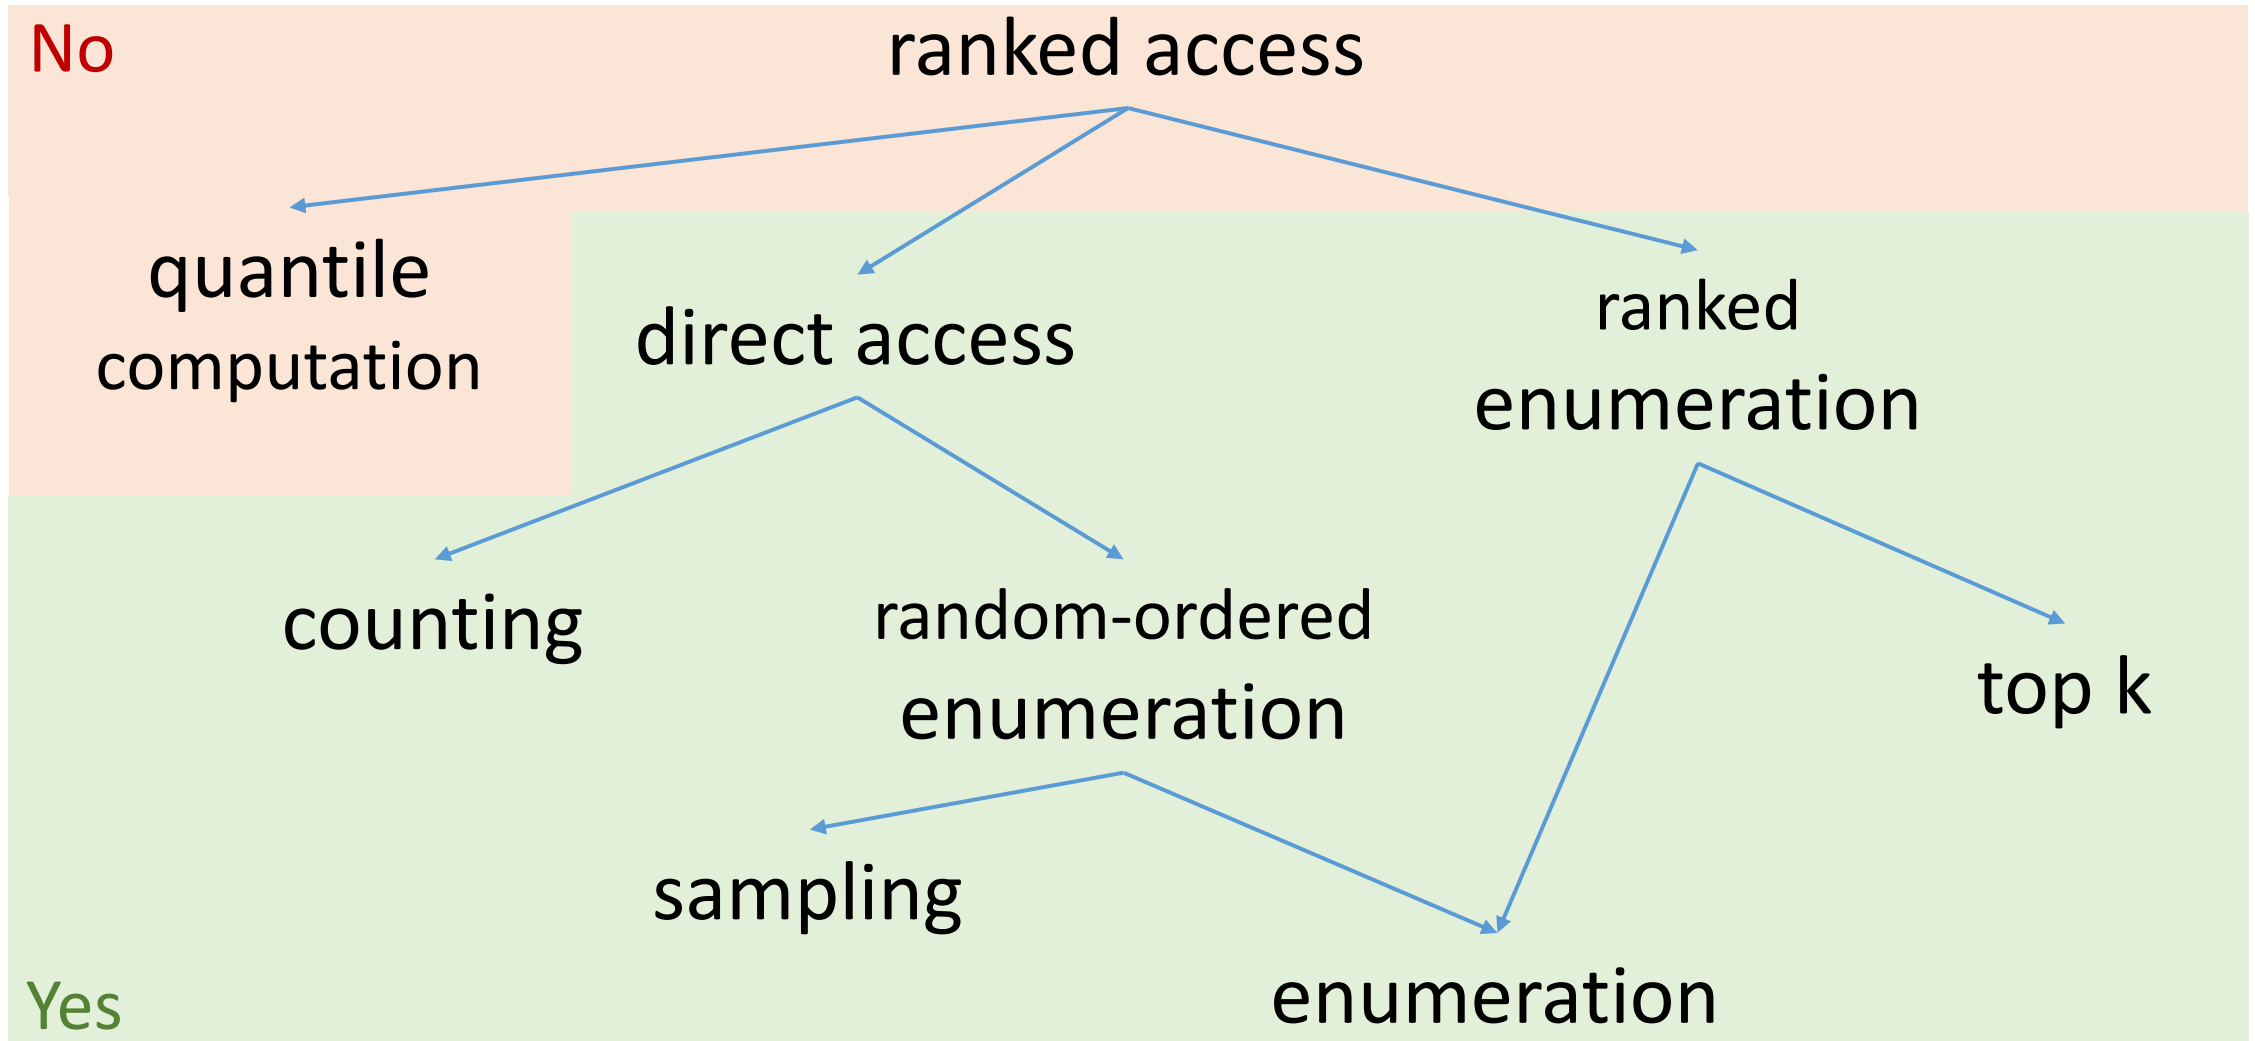 No
ranked access
quantile
computation
direct access
ranked
enumeration
counting
random-ordered
enumeration
top k
sampling
enumeration
Yes